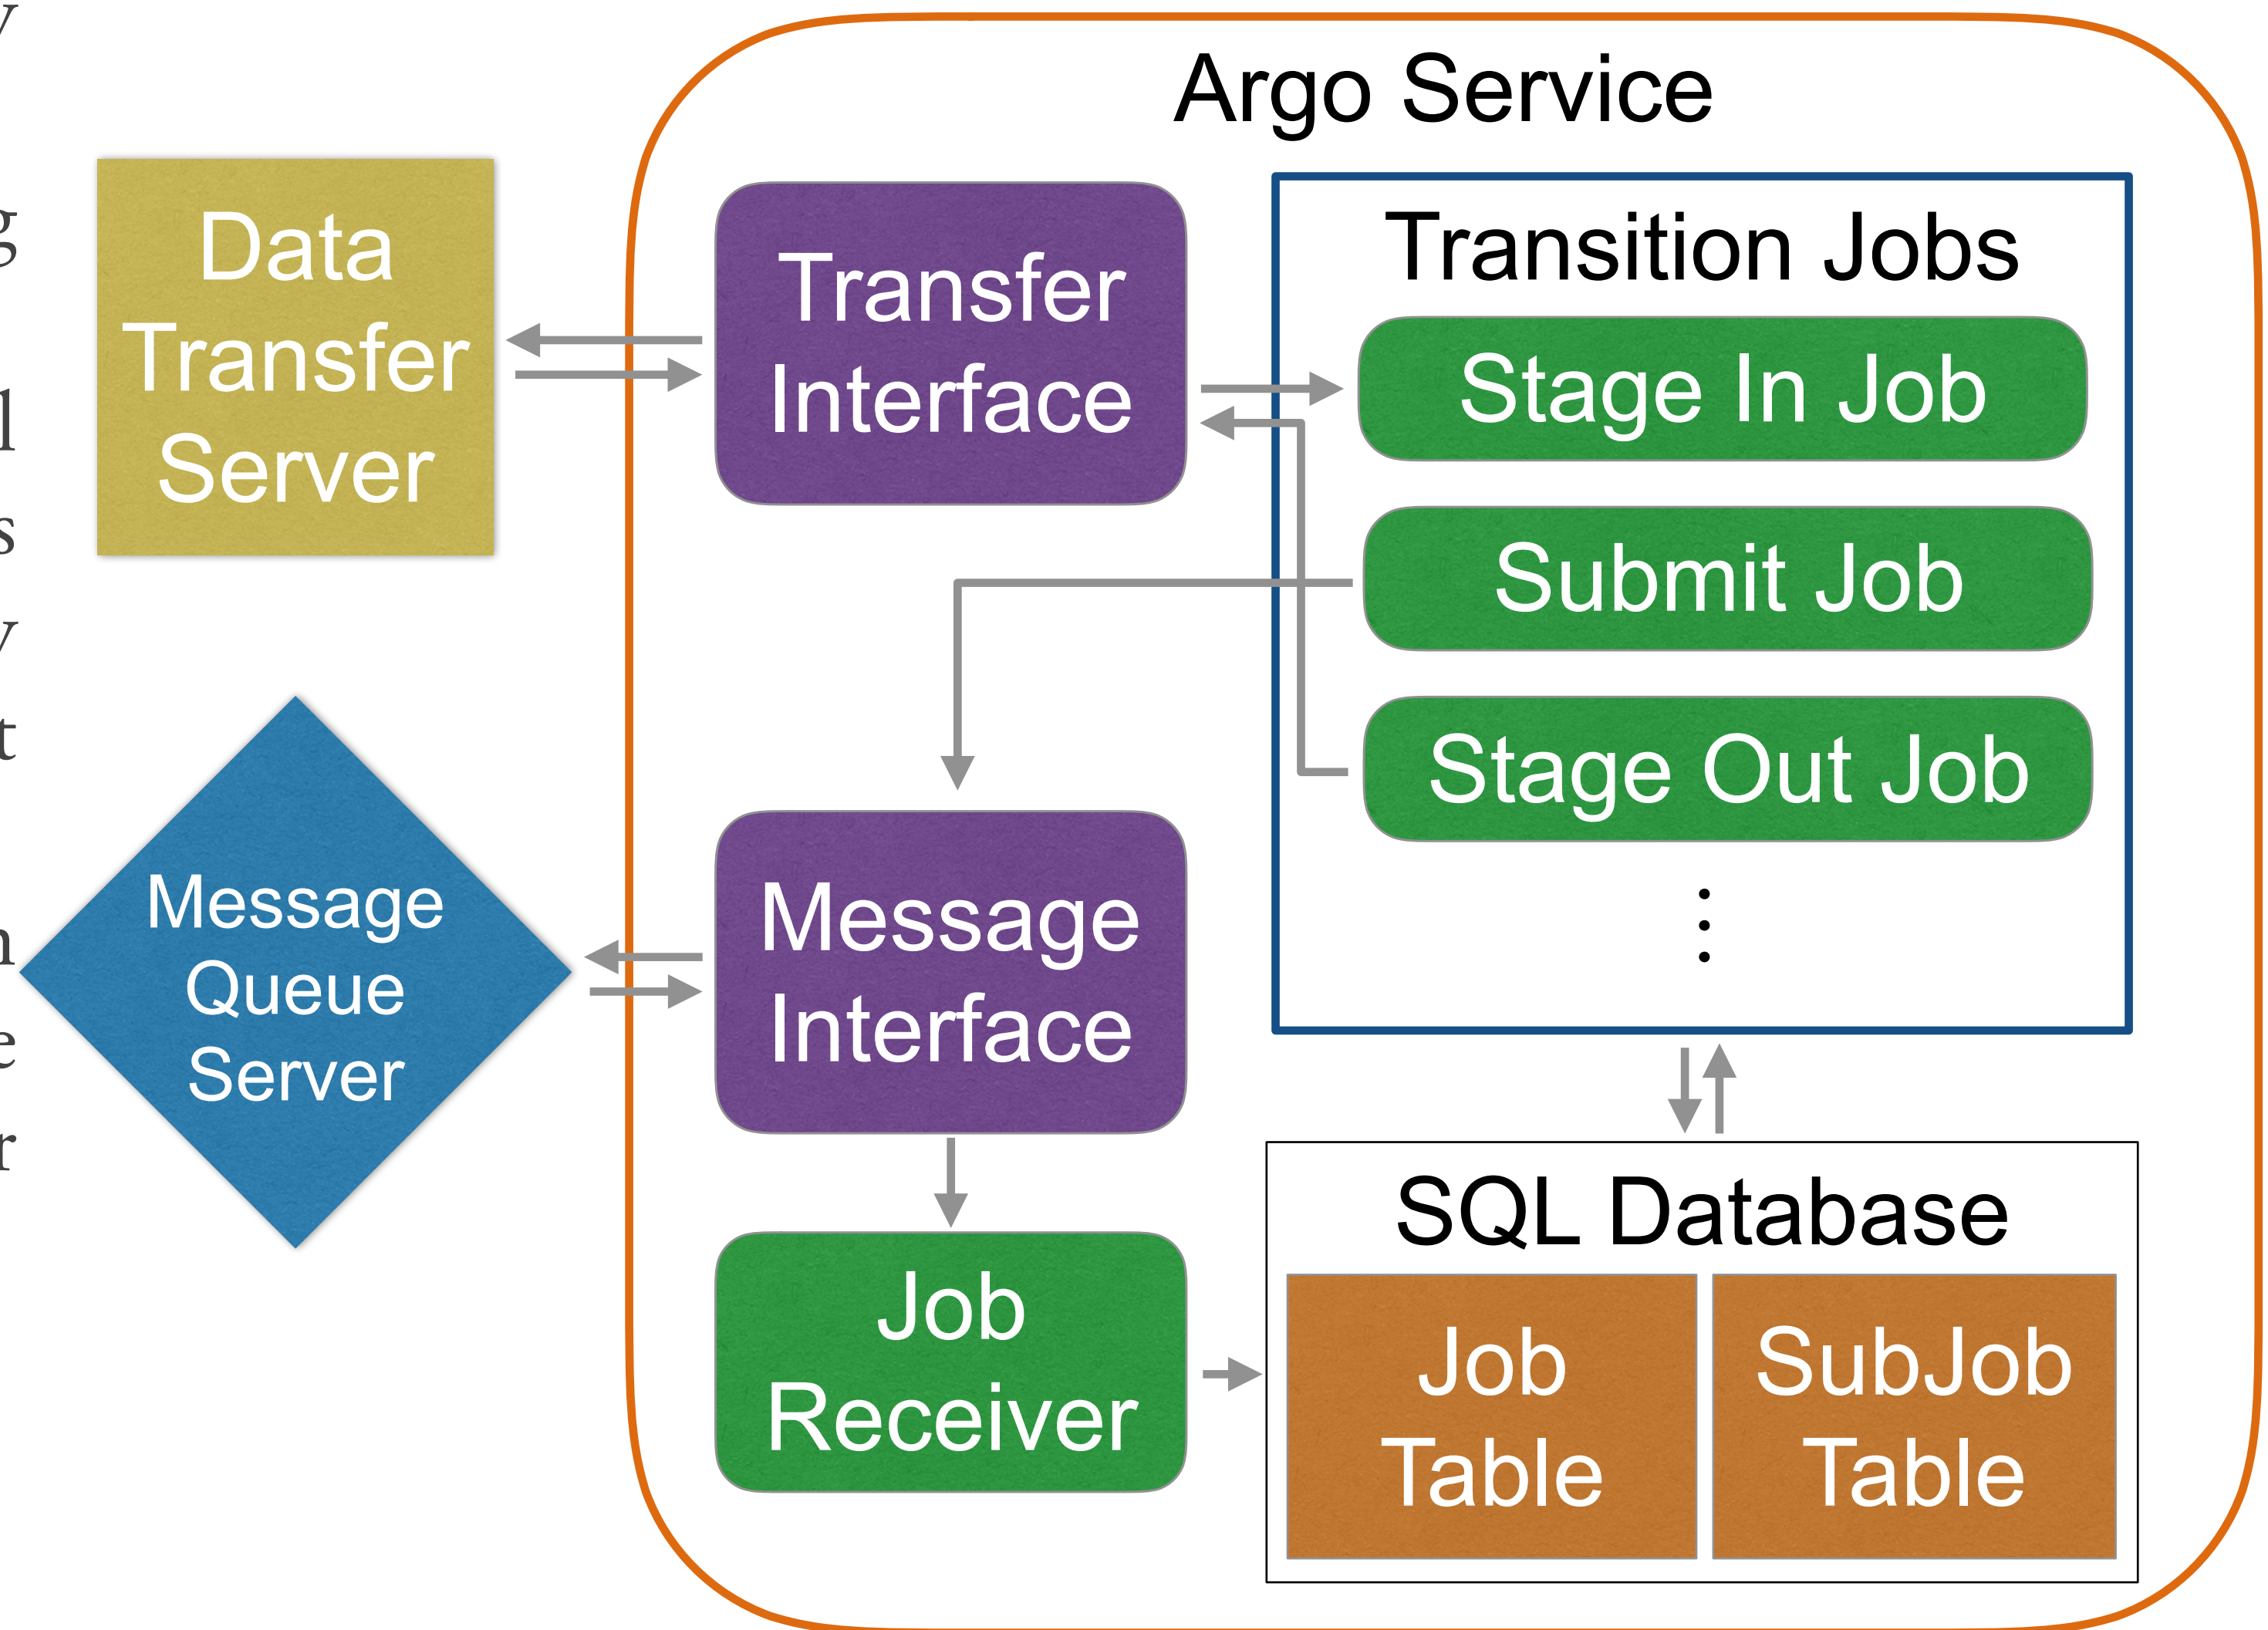 y
g
l
s
y
t
n
e
r
Argo Service
Data
Transfer
Server
Transfer
Interface
Transition Jobs
Stage In Job
Submit Job
Stage Out Job
⋮
Message
Queue
Server
Message
Interface
Job
Receiver
SQL Database
Job
Table
SubJob
Table